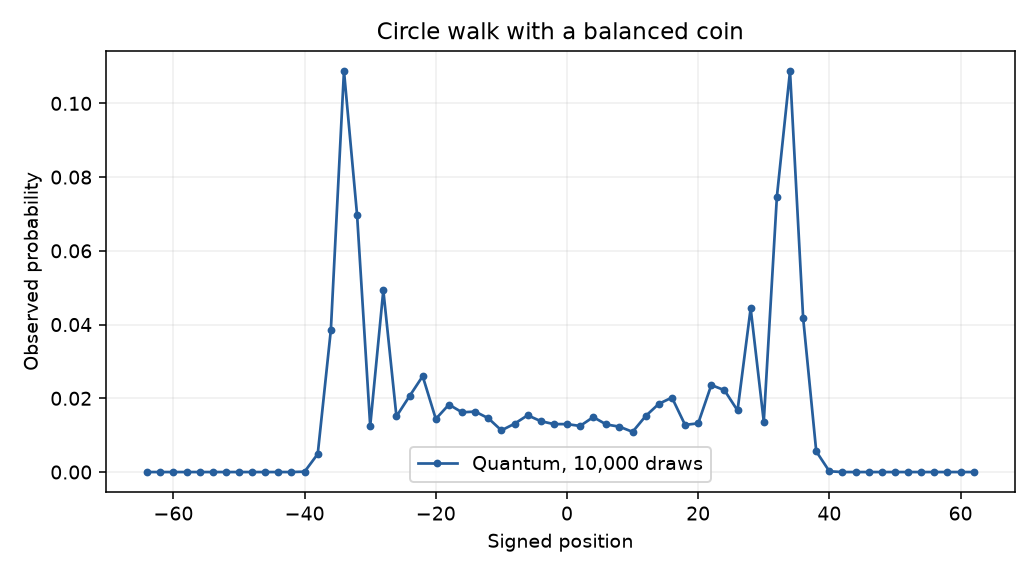 Circle walk with a balanced coin
Observed probability
0.10
0.08
0.06
0.04
0.02
0.00
Quantum, 10,000 draws
−60 −40 −20 0 20 40 60
Signed position